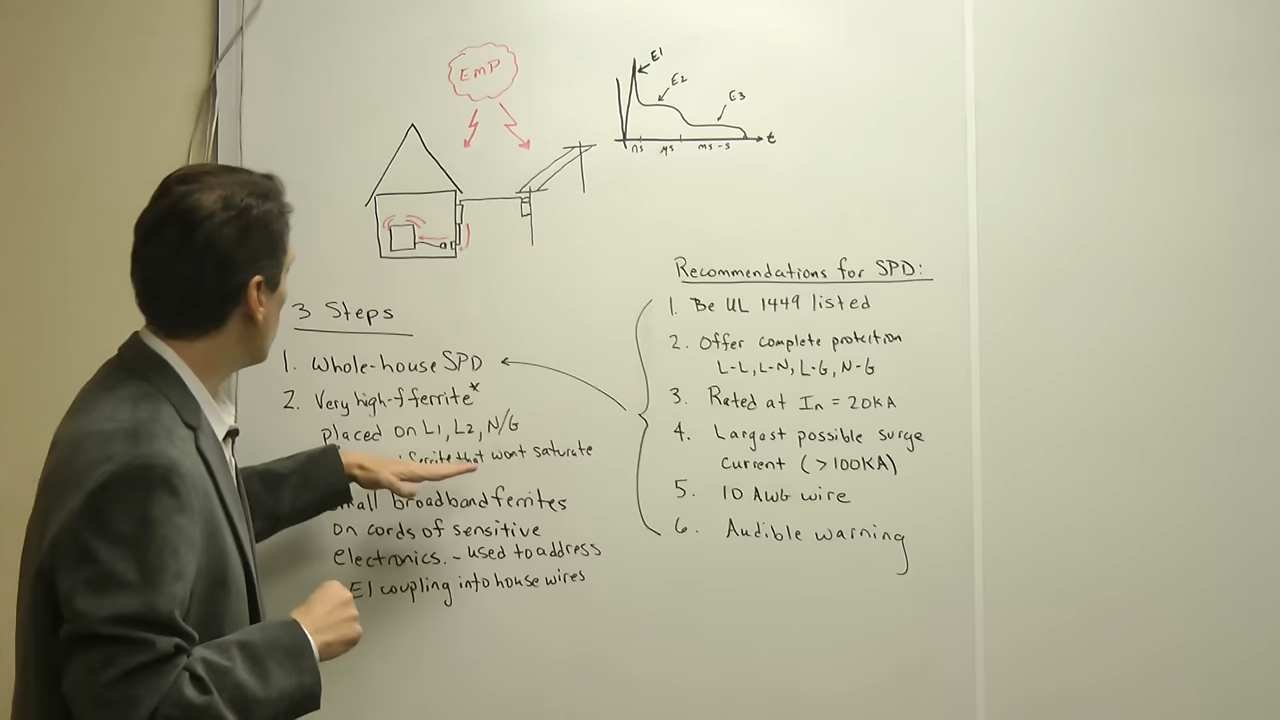 EMP
E1
E2
E3
ns μs ms-s t
3 Steps
1. Whole-house SPD
2. Very high-f ferrite*
placed on L1, L2, N/G
ferrite that wont saturate
Small broadband ferrites
on cords of sensitive
electronics. - used to address
E1 coupling into house wires
Recommendations for SPD:
1. Be UL 1449 listed
2. Offer complete protection
L-L, L-N, L-G, N-G
3. Rated at In = 20KA
4. Largest possible surge
current (>100KA)
5. 10 AWG wire
6. Audible warning